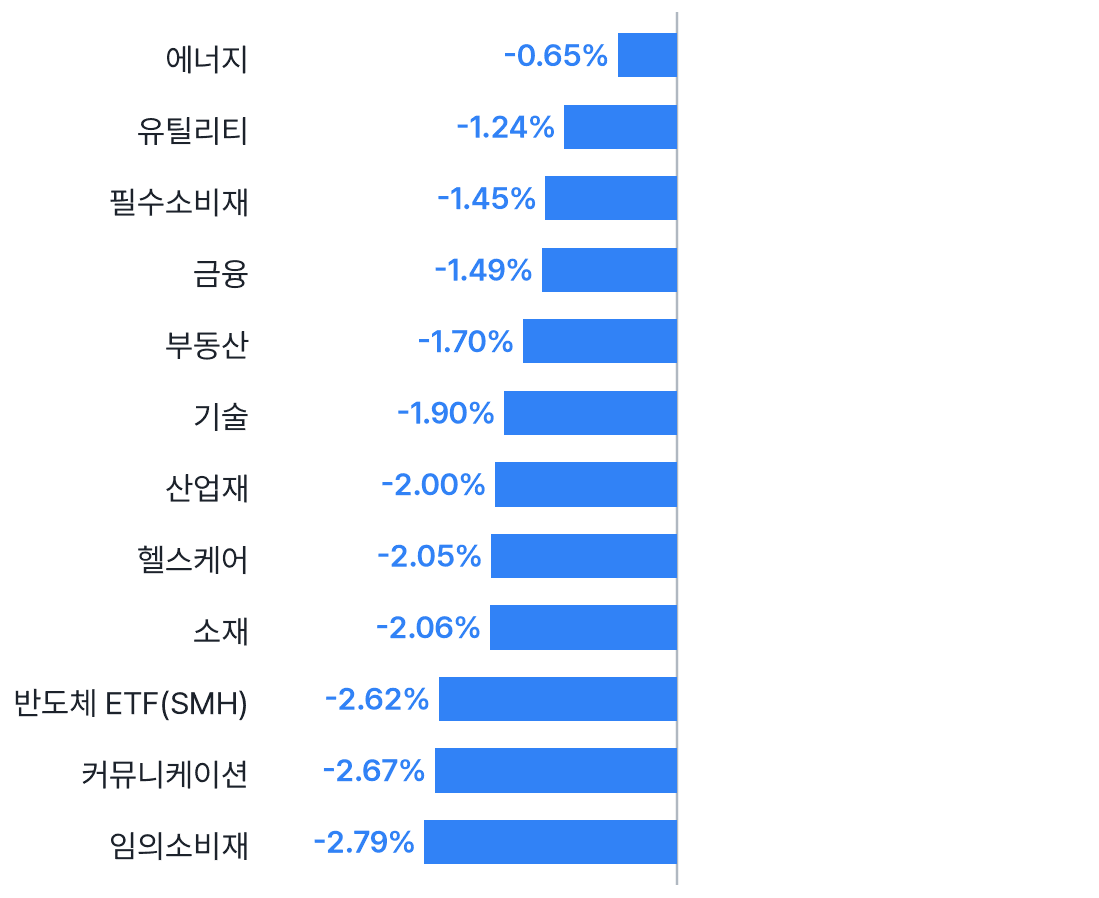 에너지 -0.65%
유틸리티 -1.24%
필수소비재 -1.45%
금융 -1.49%
부동산 -1.70%
기술 -1.90%
산업재 -2.00%
헬스케어 -2.05%
소재 -2.06%
반도체 ETF(SMH) -2.62%
커뮤니케이션 -2.67%
임의소비재 -2.79%